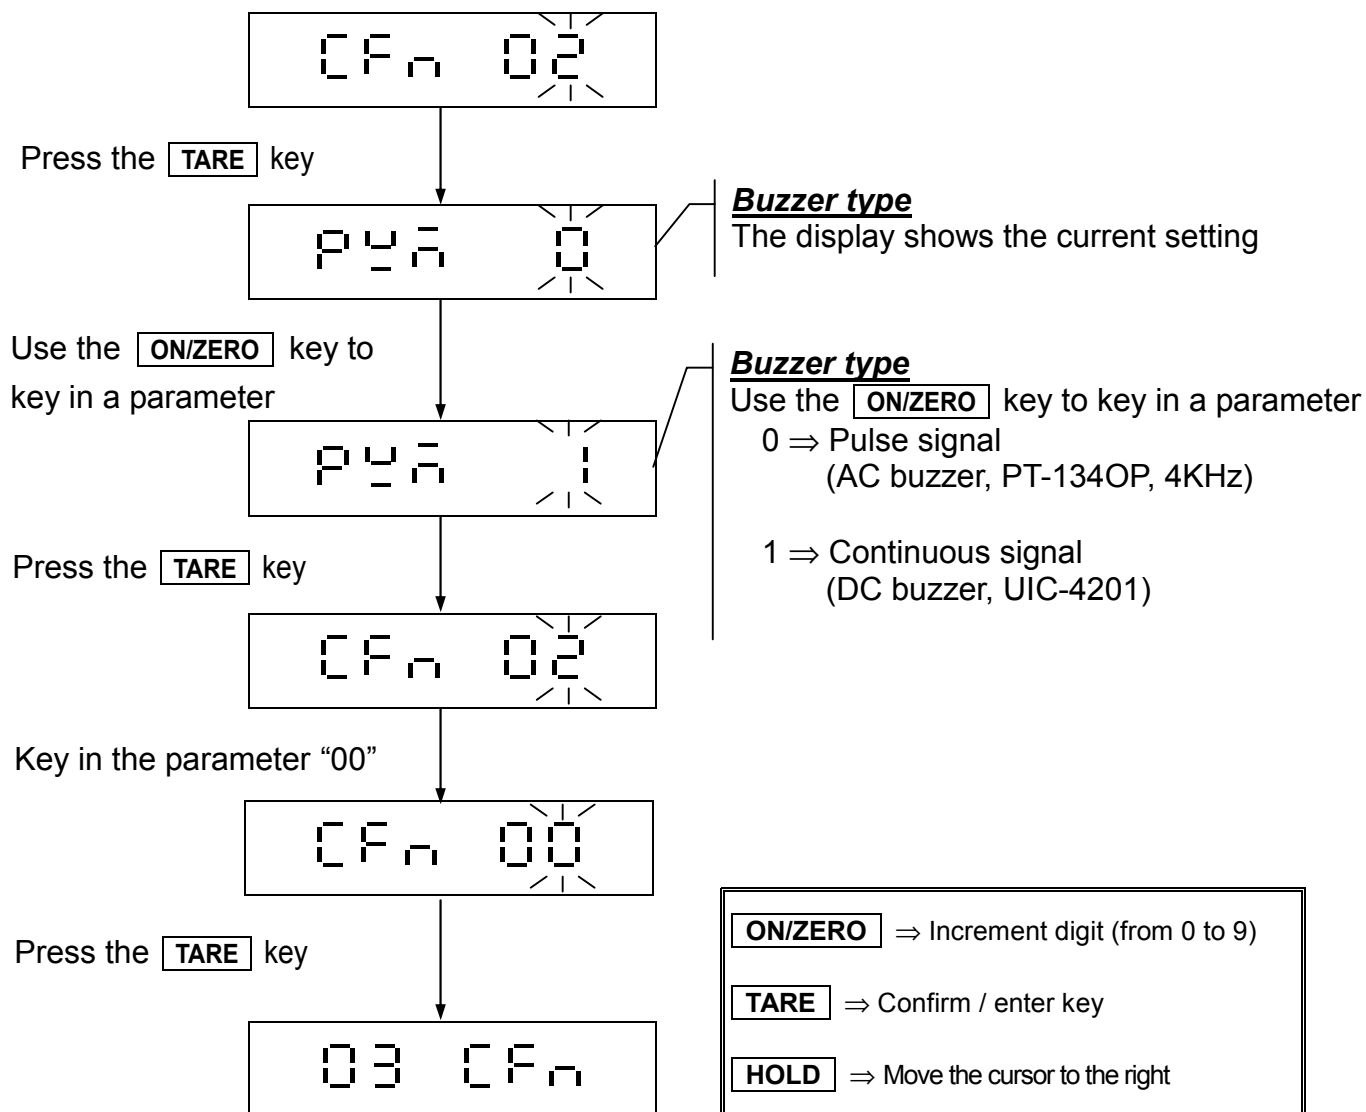 CFn 02
Press the TARE key
PWM 0
Buzzer type
The display shows the current setting
Use the ON/ZERO key to
key in a parameter
PWM 1
Buzzer type
Use the ON/ZERO key to key in a parameter
0 ⇒ Pulse signal
(AC buzzer, PT-134OP, 4KHz)
1 ⇒ Continuous signal
(DC buzzer, UIC-4201)
Press the TARE key
CFn 02
Key in the parameter “00”
CFn 00
Press the TARE key
03 CFn
ON/ZERO ⇒ Increment digit (from 0 to 9)
TARE ⇒ Confirm / enter key
HOLD ⇒ Move the cursor to the right